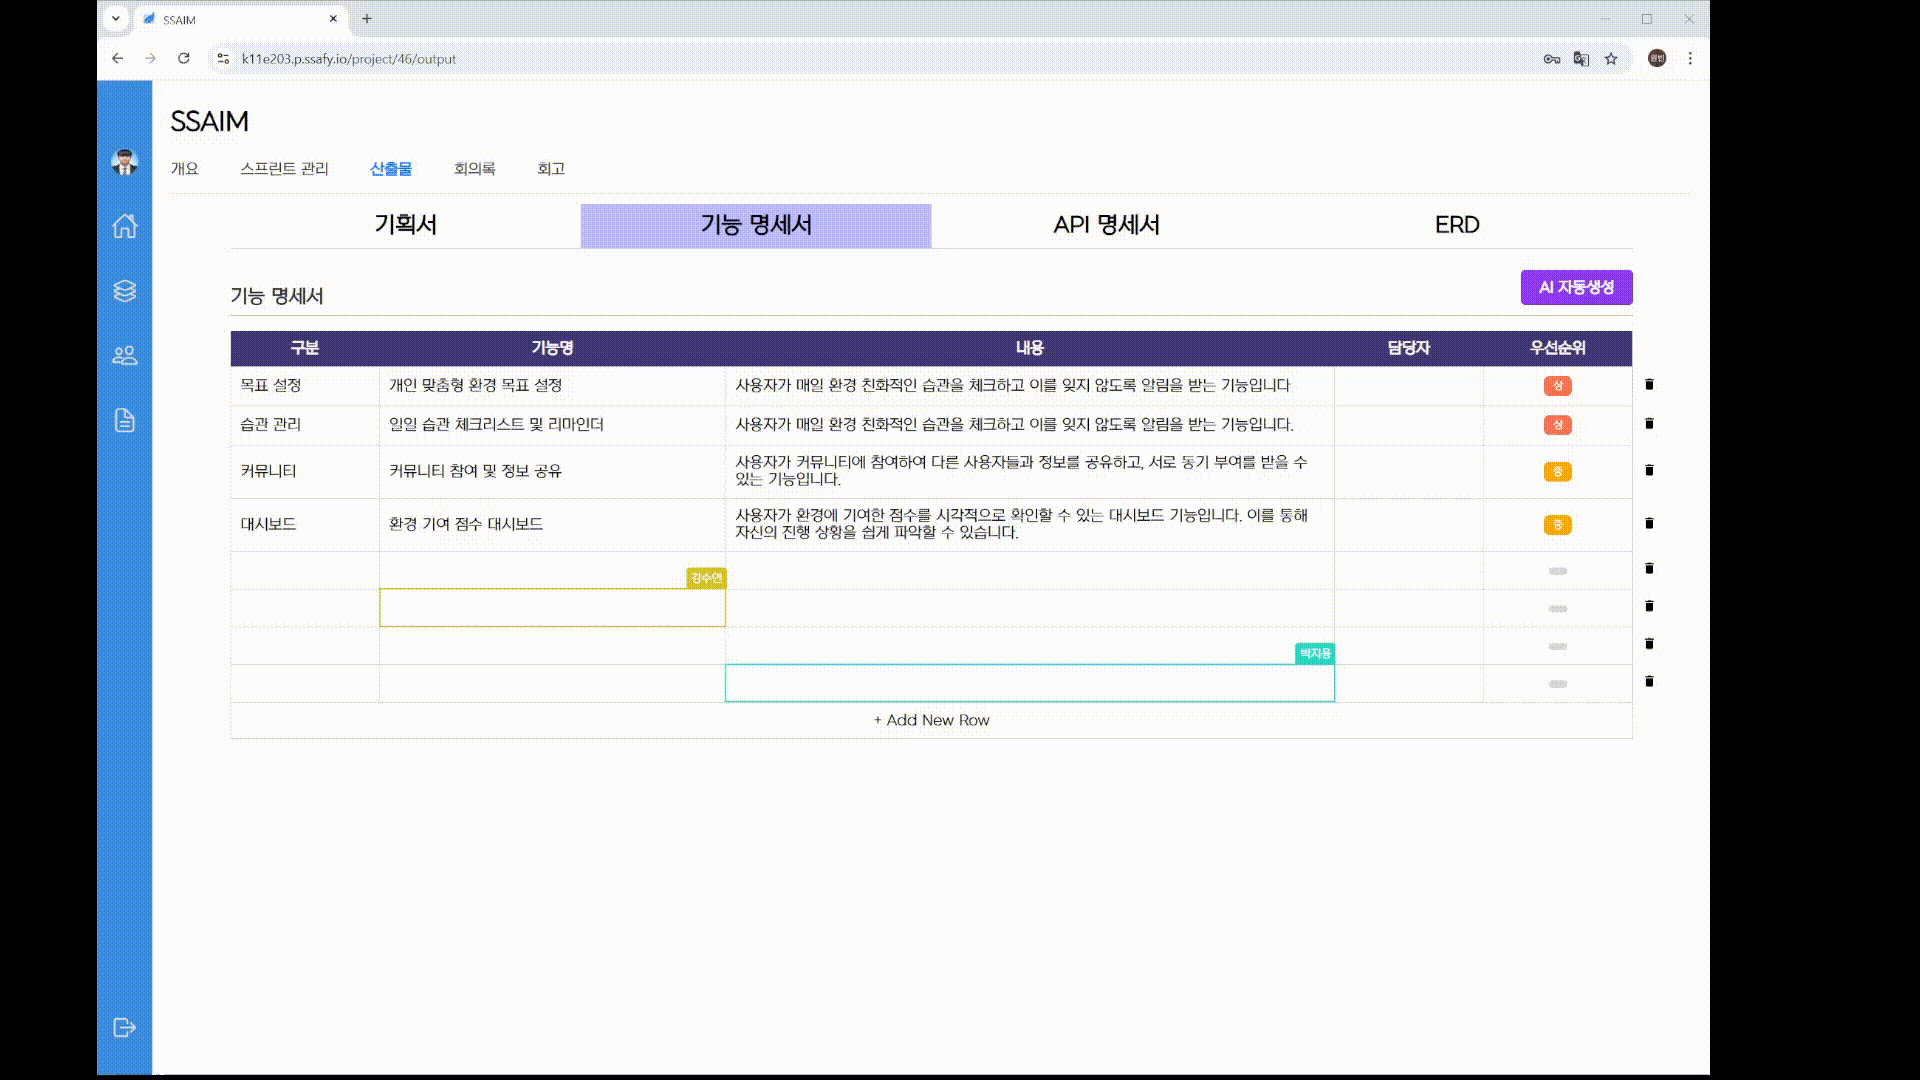 SSAIM
k11e203.p.ssafy.io/project/46/output
SSAIM
개요 스프린트 관리 산출물 회의록 회고
기획서 기능 명세서 API 명세서 ERD
기능 명세서
AI 자동생성
구분 기능명 내용 담당자 우선순위
목표 설정 개인 맞춤형 환경 목표 설정 사용자가 매일 환경 친화적인 습관을 체크하고 이를 잊지 않도록 알림을 받는 기능입니다 상
습관 관리 일일 습관 체크리스트 및 리마인더 사용자가 매일 환경 친화적인 습관을 체크하고 이를 잊지 않도록 알림을 받는 기능입니다. 상
커뮤니티 커뮤니티 참여 및 정보 공유 사용자가 커뮤니티에 참여하여 다른 사용자들과 정보를 공유하고, 서로 동기 부여를 받을 수
있는 기능입니다. 중
대시보드 환경 기여 점수 대시보드 사용자가 환경에 기여한 점수를 시각적으로 확인할 수 있는 대시보드 기능입니다. 이를 통해
자신의 진행 상황을 쉽게 파악할 수 있습니다. 중
김수연
+ Add New Row